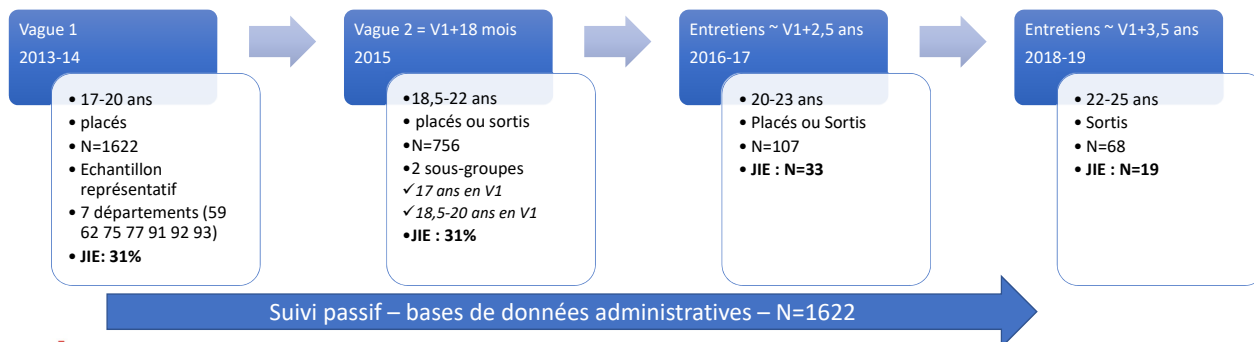 Vague 1
2013-14
• 17-20 ans
• placés
• N=1622
• Echantillon
représentatif
• 7 départements (59
62 75 77 91 92 93)
• JIE: 31%
Vague 2 = V1+18 mois
2015
•18,5-22 ans
• placés ou sortis
•N=756
•2 sous-groupes
✓17 ans en V1
✓18,5-20 ans en V1
•JIE : 31%
Entretiens ~ V1+2,5 ans
2016-17
• 20-23 ans
• Placés ou Sortis
• N=107
• JIE : N=33
Entretiens ~ V1+3,5 ans
2018-19
• 22-25 ans
• Sortis
• N=68
• JIE : N=19
Suivi passif – bases de données administratives – N=1622